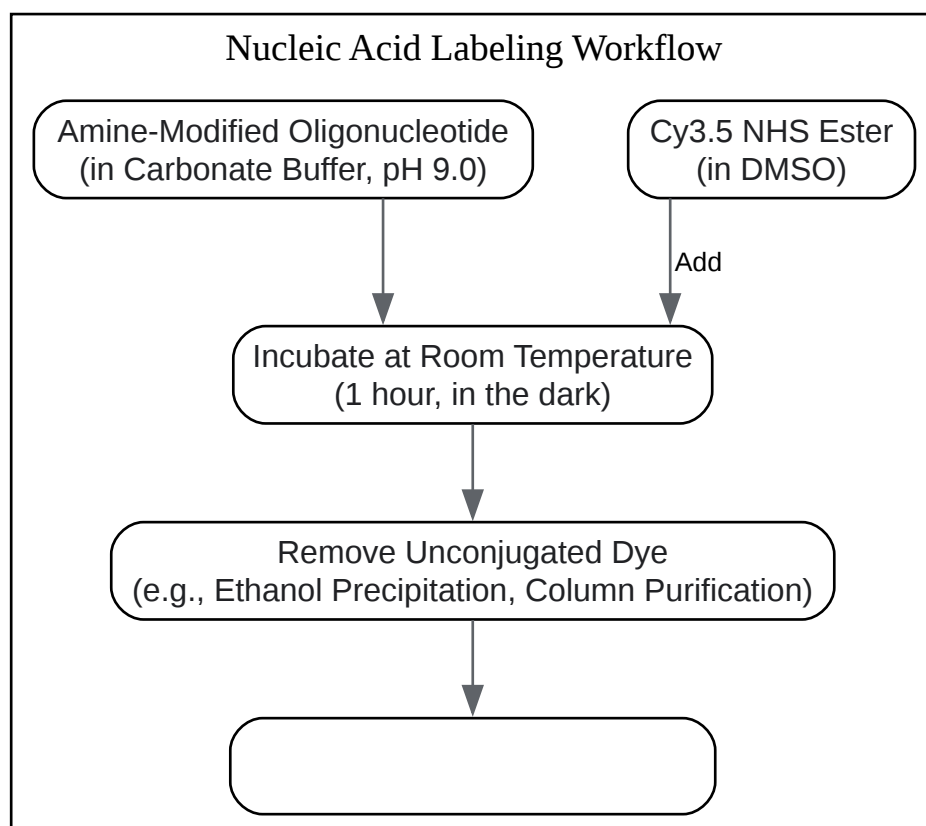 Nucleic Acid Labeling Workflow
Amine-Modified Oligonucleotide
(in Carbonate Buffer, pH 9.0)
Cy3.5 NHS Ester
(in DMSO)
Add
Incubate at Room Temperature
(1 hour, in the dark)
Remove Unconjugated Dye
(e.g., Ethanol Precipitation, Column Purification)